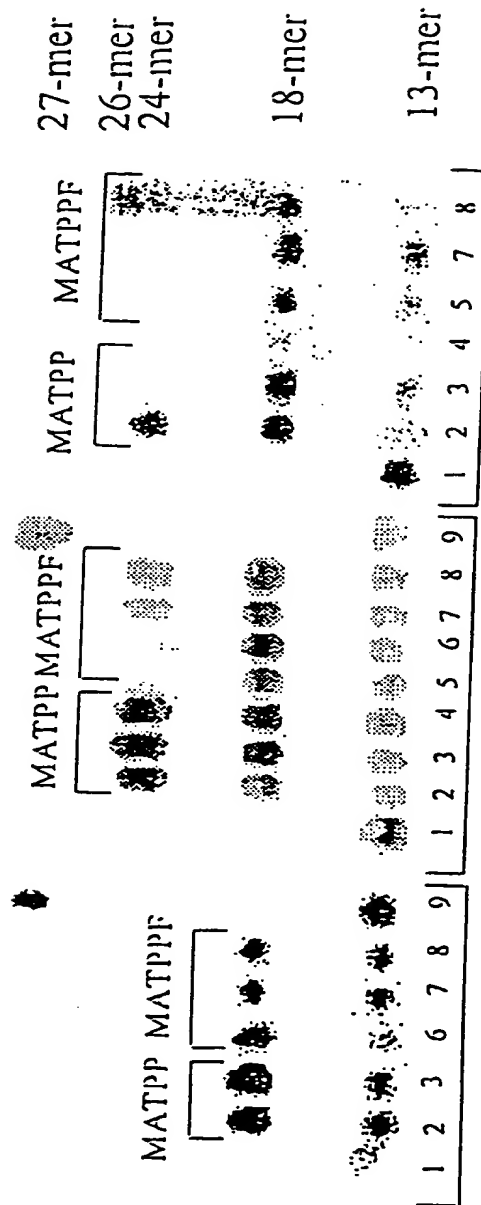 27-mer
26-mer
24-mer
18-mer
13-mer
MATPP MATPPF
MATPP MATPPF
MATPP MATPPF
1 2 3 6 7 8 9
1 2 3 4 5 6 7 8 9
1 2 3 4 5 7 8